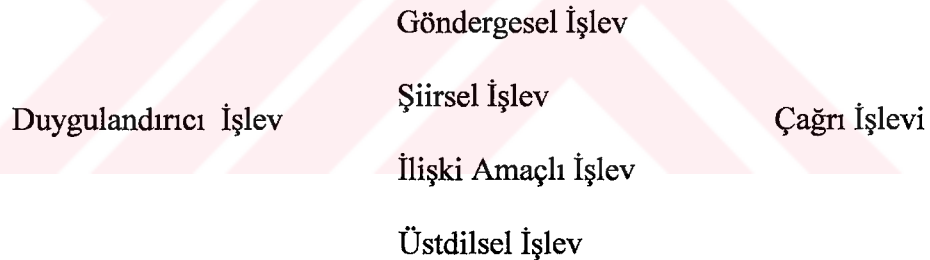 Göndergesel İşlev
Şiirsel İşlev
Duygulandırıcı İşlev
Çağrı İşlevi
İlişki Amaçlı İşlev
Üstdilsel İşlev